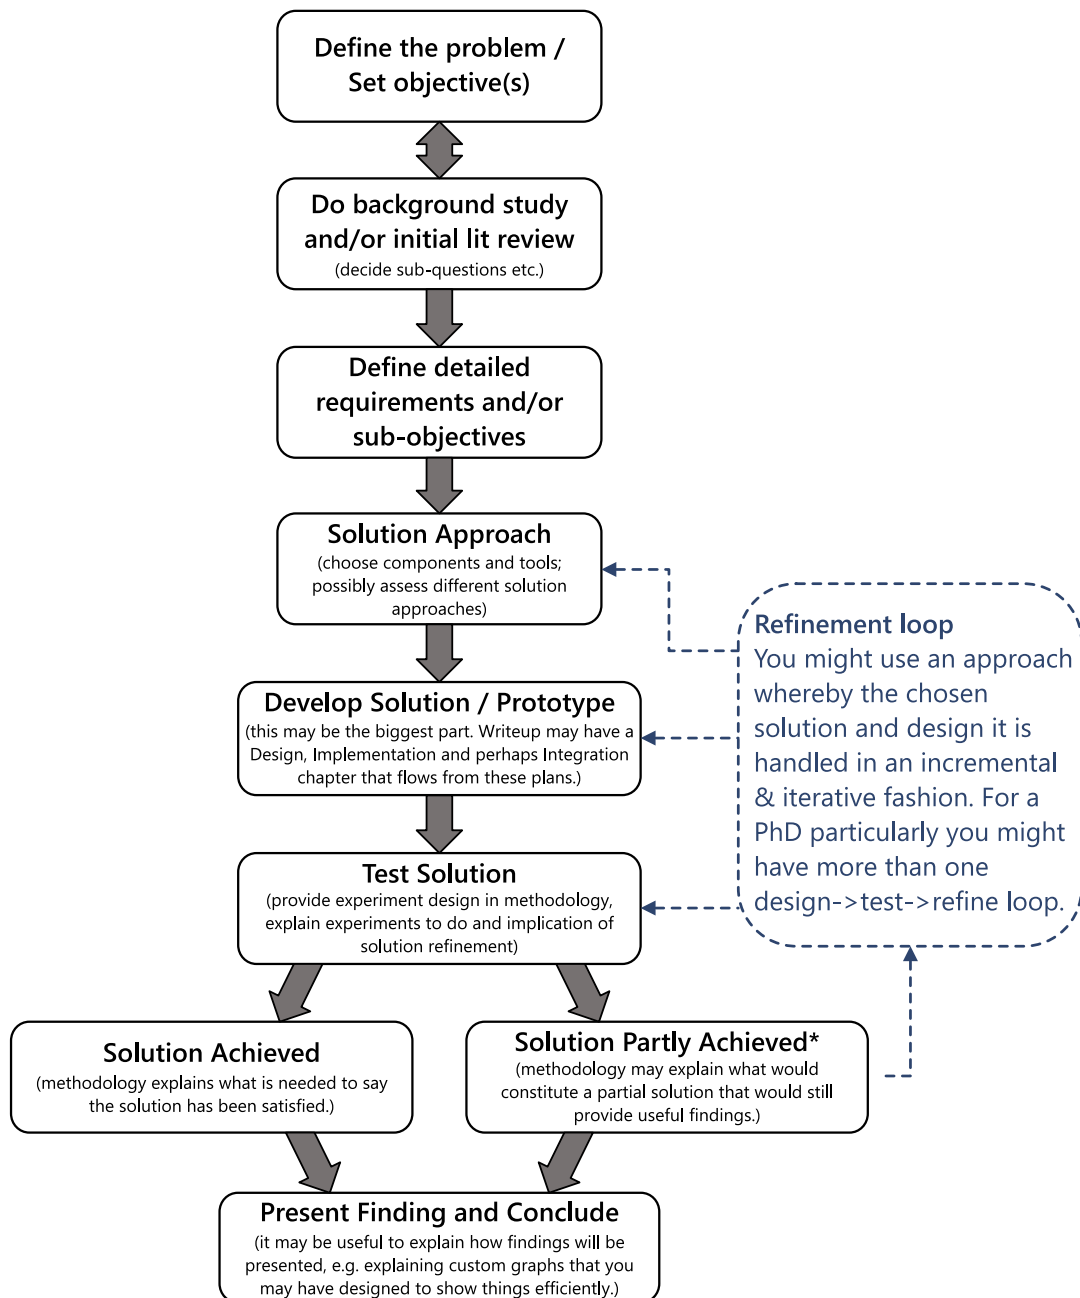 Define the problem /
Set objective(s)
Do background study
and/or initial lit review
(decide sub-questions etc.)
Define detailed
requirements and/or
sub-objectives
Solution Approach
(choose components and tools;
possibly assess different solution
approaches)
Refinement loop
You might use an approach
whereby the chosen
solution and design it is
handled in an incremental
& iterative fashion. For a
PhD particularly you might
have more than one
design->test->refine loop.
Develop Solution / Prototype
(this may be the biggest part. Writeup may have a
Design, Implementation and perhaps Integration
chapter that flows from these plans.)
Test Solution
(provide experiment design in methodology,
explain experiments to do and implication of
solution refinement)
Solution Achieved
(methodology explains what is needed to say
the solution has been satisfied.)
Solution Partly Achieved*
(methodology may explain what would
constitute a partial solution that would still
provide useful findings.)
Present Finding and Conclude
(it may be useful to explain how findings will be
presented, e.g. explaining custom graphs that you
may have designed to show things efficiently.)